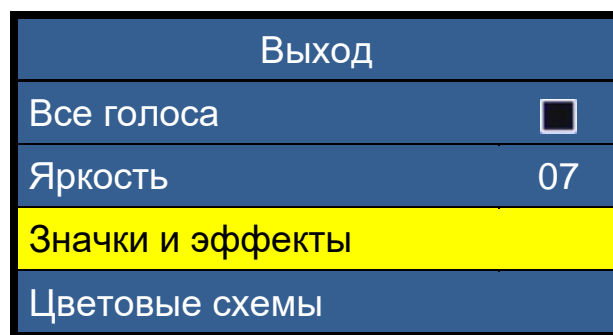 Выход
Все голоса
Яркость 07
Значки и эффекты
Цветовые схемы